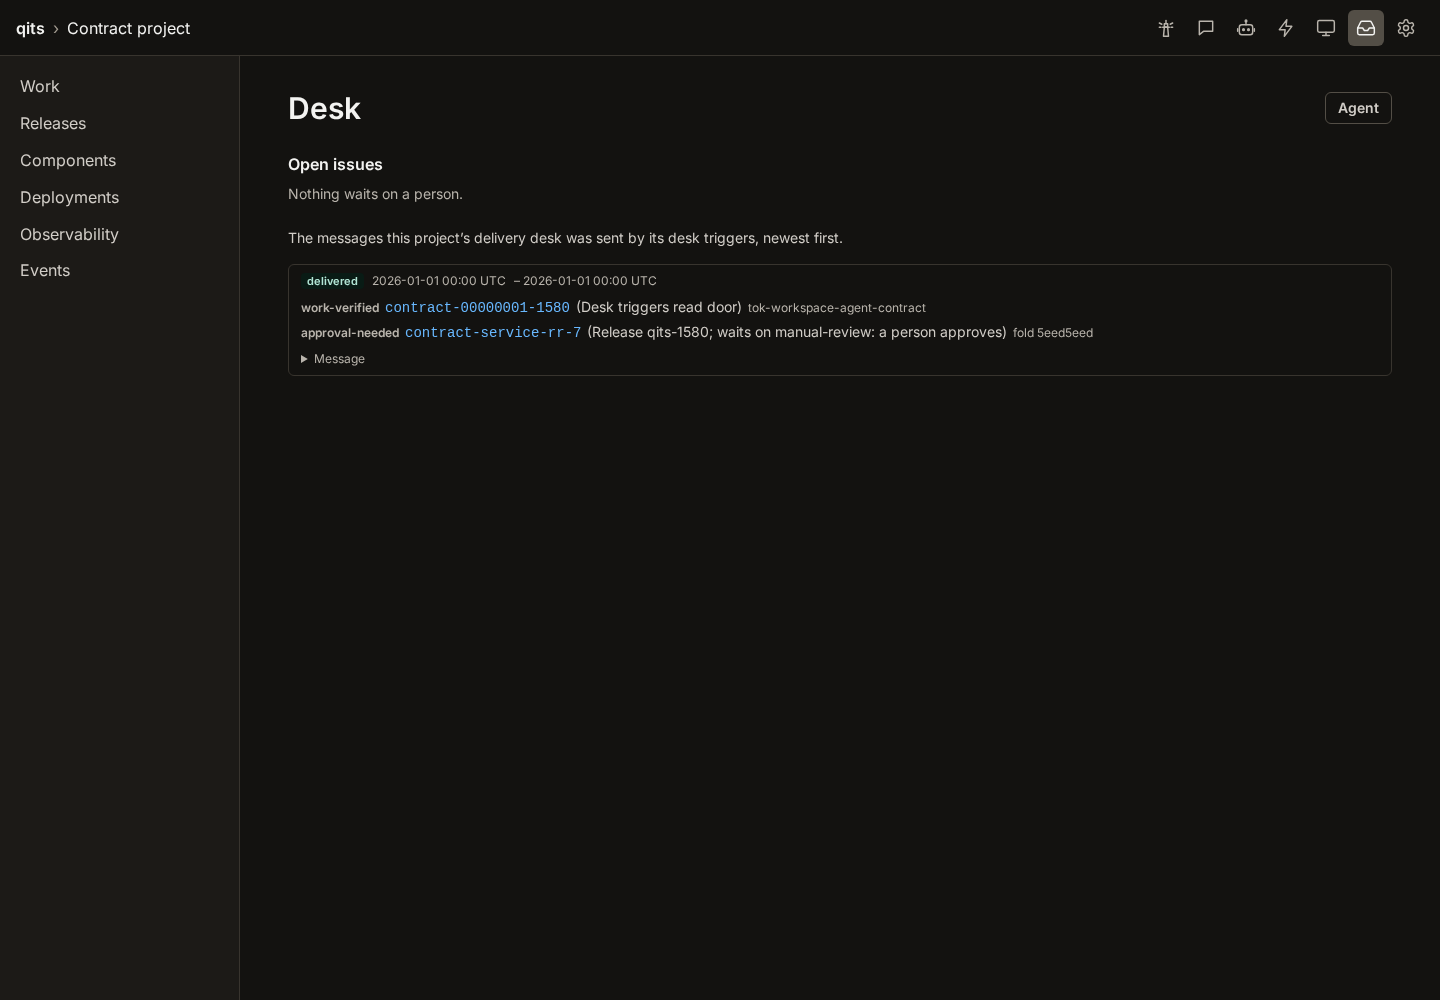 qits › Contract project
Work
Releases
Components
Deployments
Observability
Events
Desk
Agent
Open issues
Nothing waits on a person.
The messages this project’s delivery desk was sent by its desk triggers, newest first.
delivered 2026-01-01 00:00 UTC – 2026-01-01 00:00 UTC
work-verified contract-00000001-1580 (Desk triggers read door) tok-workspace-agent-contract
approval-needed contract-service-rr-7 (Release qits-1580; waits on manual-review: a person approves) fold 5eed5eed
Message